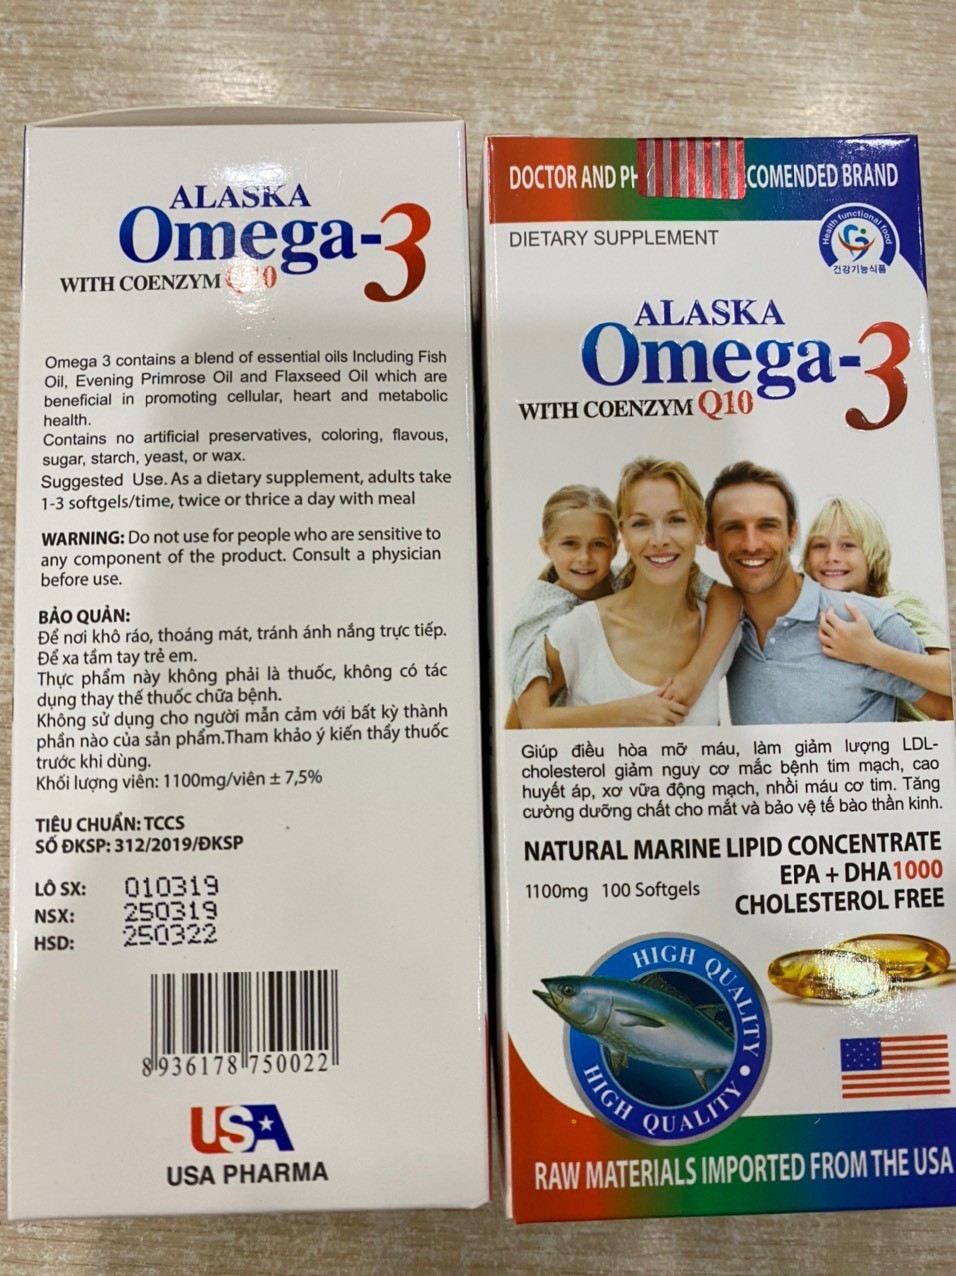 ALASKA
Omega-3
WITH COENZYM Q10
Omega 3 contains a blend of essential oils Including Fish
Oil, Evening Primrose Oil and Flaxseed Oil which are
beneficial in promoting cellular, heart and metabolic
health.
Contains no artificial preservatives, coloring, flavous,
sugar, starch, yeast, or wax.
Suggested Use. As a dietary supplement, adults take
1-3 softgels/time, twice or thrice a day with meal
WARNING: Do not use for people who are sensitive to
any component of the product. Consult a physician
before use.
BẢO QUẢN:
Để nơi khô ráo, thoáng mát, tránh ánh nắng trực tiếp.
Để xa tầm tay trẻ em.
Thực phẩm này không phải là thuốc, không có tác
dụng thay thế thuốc chữa bệnh.
Không sử dụng cho người mẫn cảm với bất kỳ thành
phần nào của sản phẩm.Tham khảo ý kiến thầy thuốc
trước khi dùng.
Khối lượng viên: 1100mg/viên ± 7,5%
TIÊU CHUẨN: TCCS
SỐ ĐKSP: 312/2019/ĐKSP
LÔ SX: 010319
NSX: 250319
HSD: 250322
8936178750022
USA
USA PHARMA
DOCTOR AND PH COMENDED BRAND
DIETARY SUPPLEMENT
Health functional food
건강기능식품
ALASKA
Omega-3
WITH COENZYM Q10
Giúp điều hòa mỡ máu, làm giảm lượng LDL-
cholesterol giảm nguy cơ mắc bệnh tim mạch, cao
huyết áp, xơ vữa động mạch, nhồi máu cơ tim. Tăng
cường dưỡng chất cho mắt và bảo vệ tế bào thần kinh.
NATURAL MARINE LIPID CONCENTRATE
EPA + DHA1000
1100mg 100 Softgels
CHOLESTEROL FREE
HIGH QUALITY
HIGH QUALITY
RAW MATERIALS IMPORTED FROM THE USA